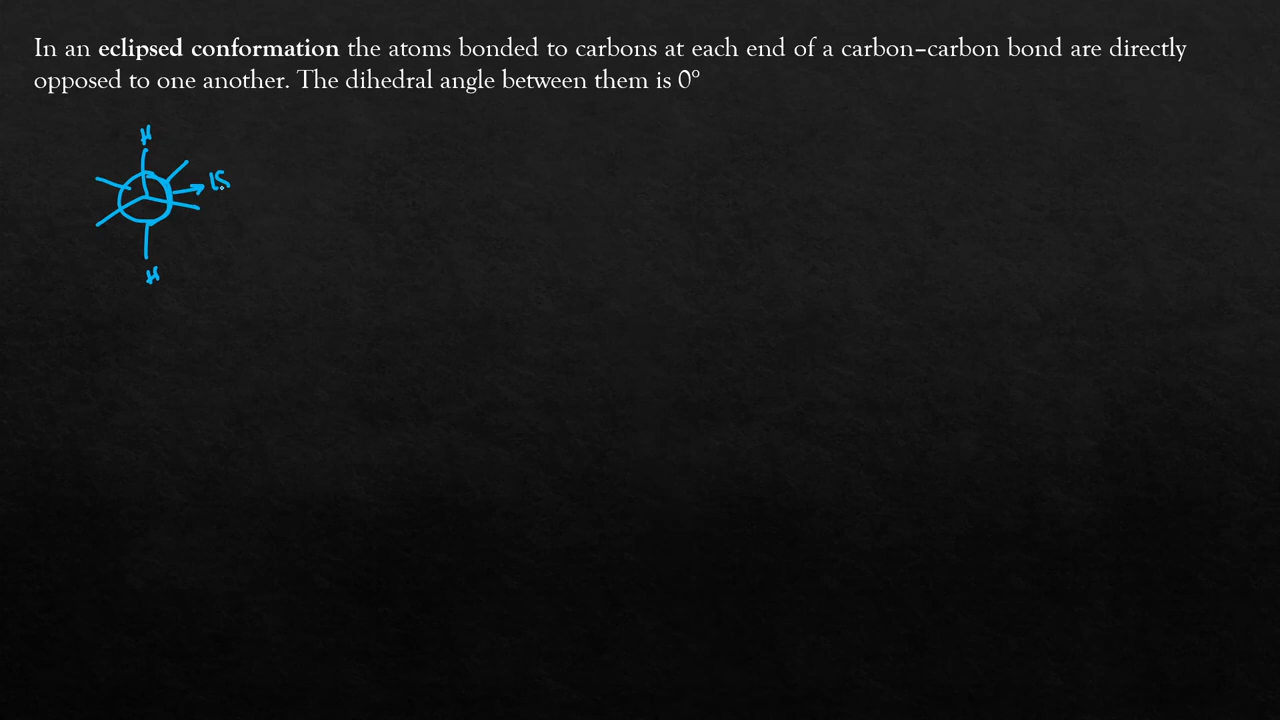 In an eclipsed conformation the atoms bonded to carbons at each end of a carbon–carbon bond are directly
opposed to one another. The dihedral angle between them is 0°
H
H